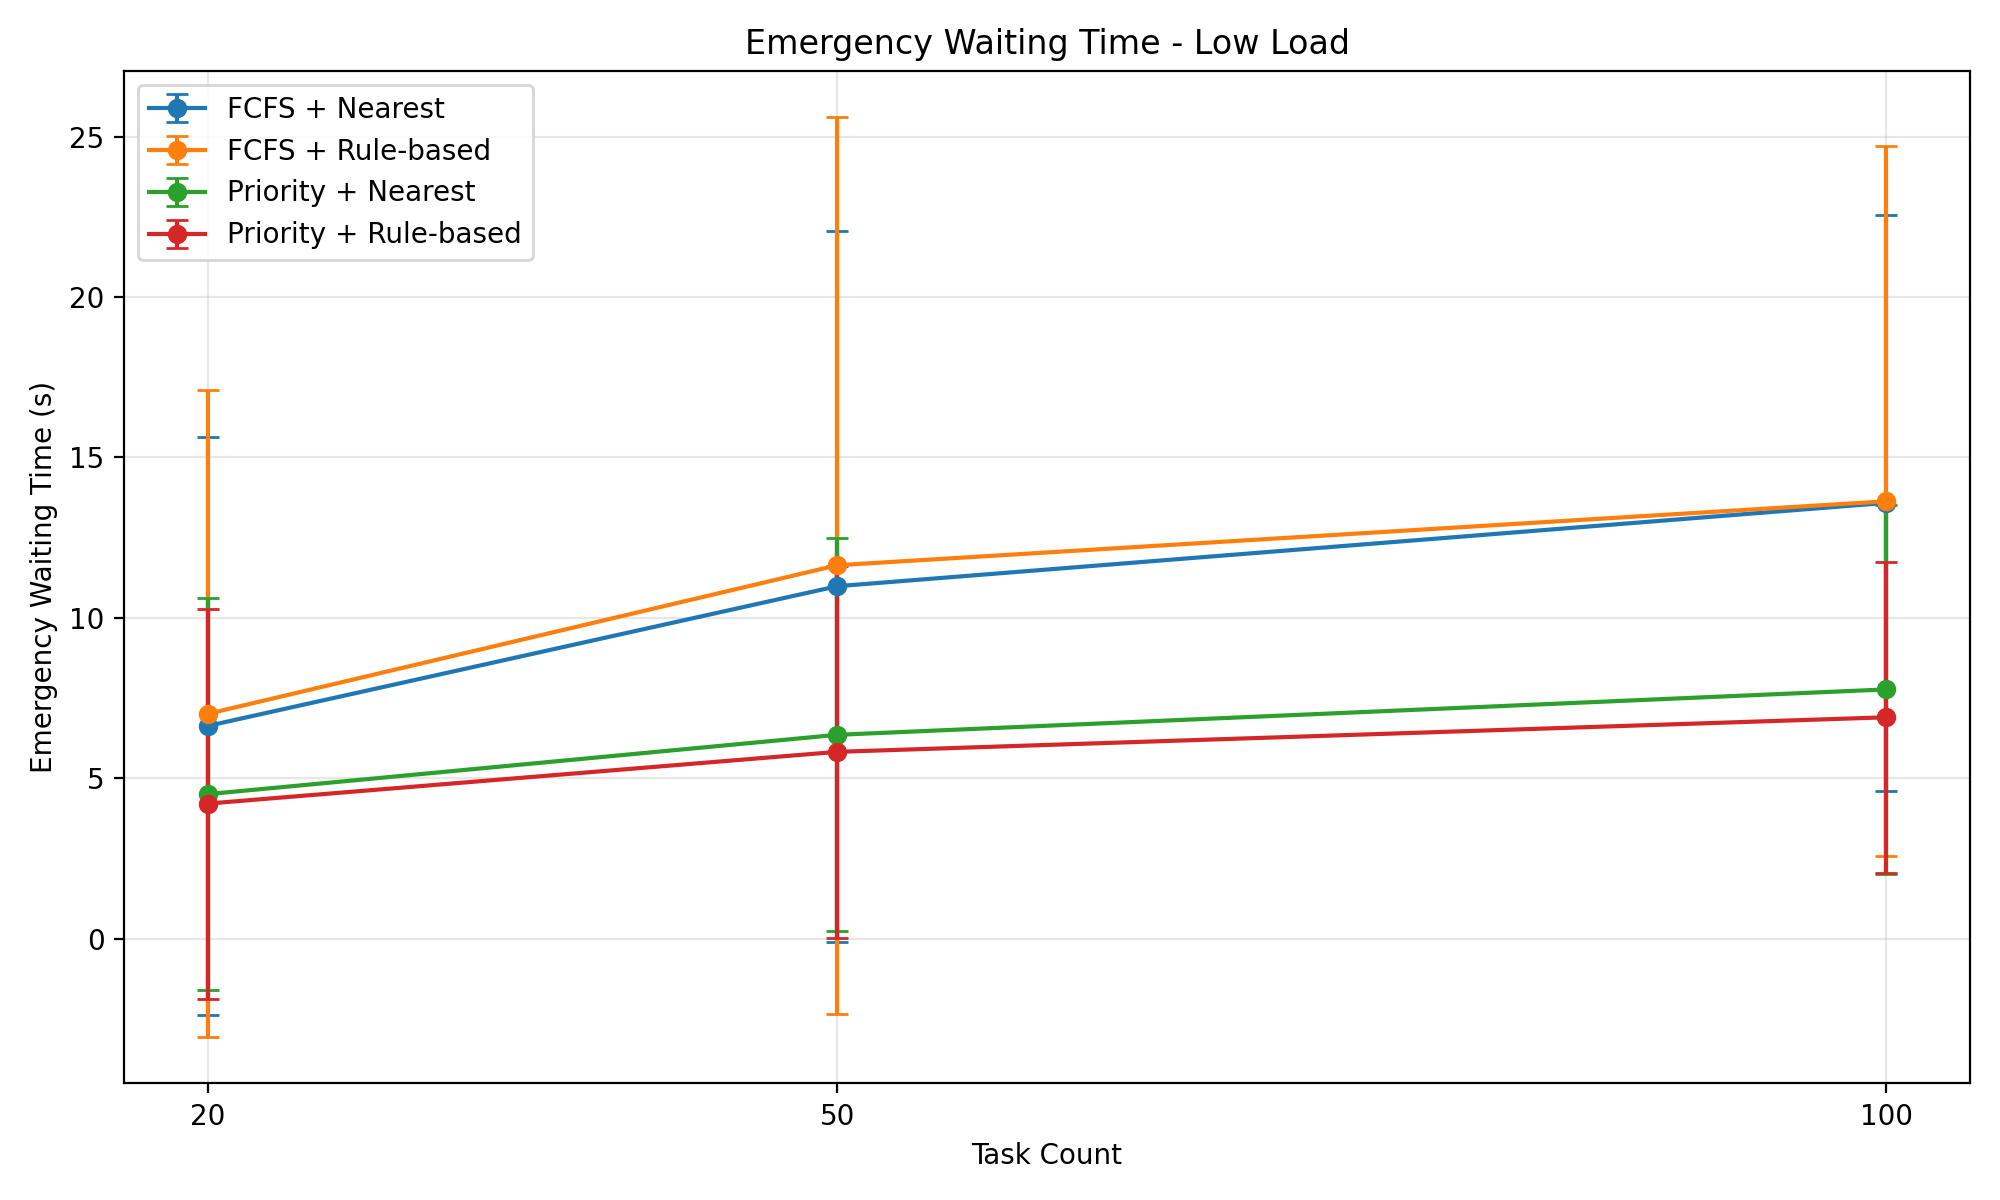 Emergency Waiting Time - Low Load
FCFS + Nearest
FCFS + Rule-based
Priority + Nearest
Priority + Rule-based
Emergency Waiting Time (s)
25
20
15
10
5
0
20
50
100
Task Count